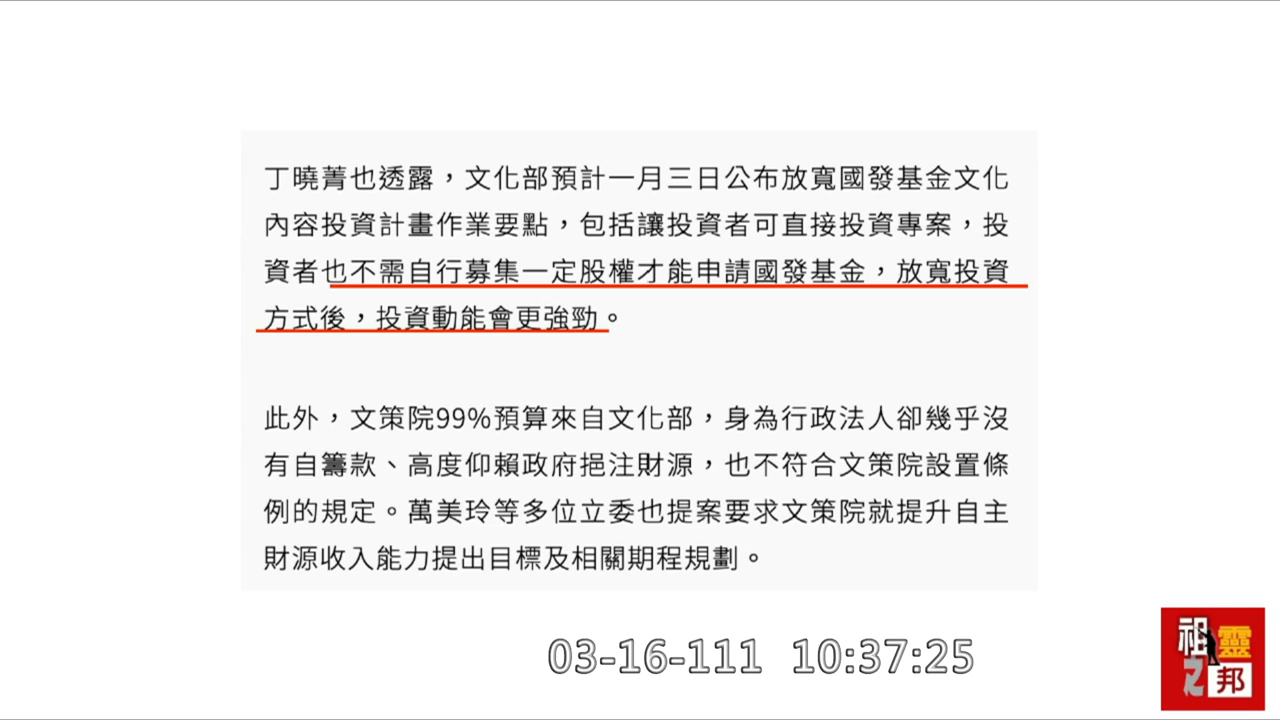 丁曉菁也透露，文化部預計一月三日公布放寬國發基金文化
內容投資計畫作業要點，包括讓投資者可直接投資專案，投
資者也不需自行募集一定股權才能申請國發基金，放寬投資
方式後，投資動能會更強勁。
此外，文策院99%預算來自文化部，身為行政法人卻幾乎沒
有自籌款、高度仰賴政府挹注財源，也不符合文策院設置條
例的規定。萬美玲等多位立委也提案要求文策院就提升自主
財源收入能力提出目標及相關期程規劃。
03-16-111 10:37:25
祖靈
之邦